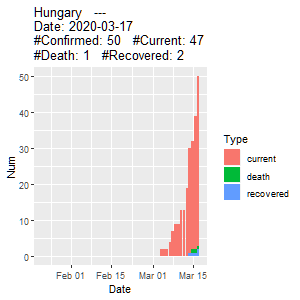 Hungary   ---
Date: 2020-03-17
#Confirmed: 50   #Current: 47
#Death: 1   #Recovered: 2
50
40
30
20
10
0
Num
Feb 01
Feb 15
Mar 01
Mar 15
Date
Type
current
death
recovered